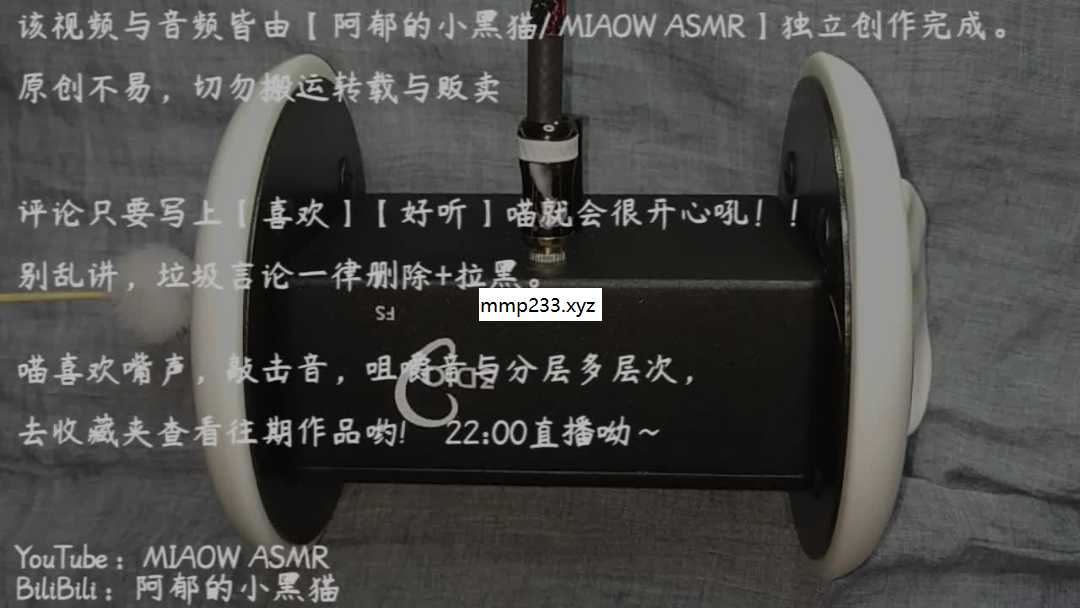 该视频与音频皆由【阿郁的小黑猫/MIAOW ASMR】独立创作完成。
原创不易，切勿搬运转载与贩卖
评论只要写上【喜欢】【好听】喵就会很开心吼！！
别乱讲，垃圾言论一律删除+拉黑。
mmp233.xyz
FS
喵喜欢嘴声，敲击音，咀嚼音与分层多层次，
去收藏夹查看往期作品哟!  22:00直播呦~
YouTube：MIAOW ASMR
BiliBili：阿郁的小黑猫